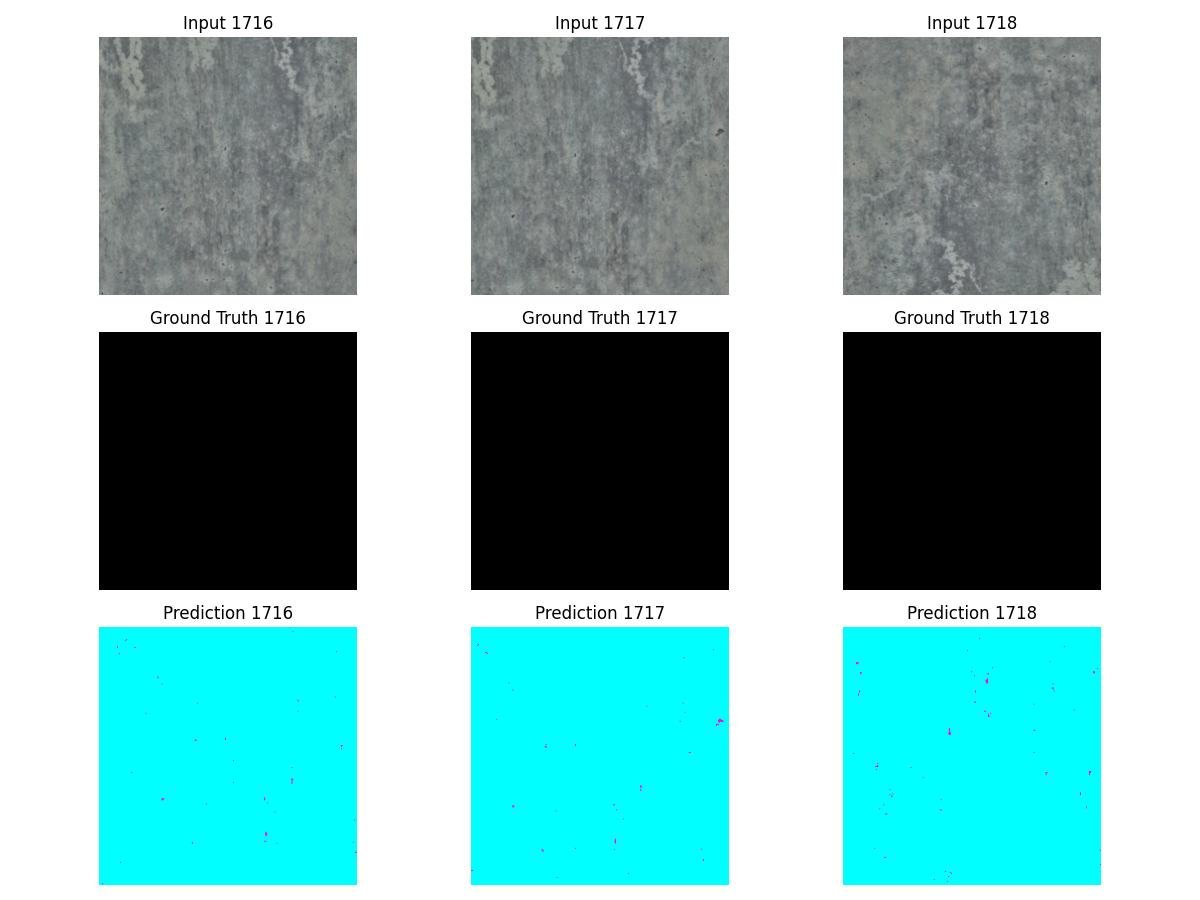 Input 1716
Input 1717
Input 1718
Ground Truth 1716
Ground Truth 1717
Ground Truth 1718
Prediction 1716
Prediction 1717
Prediction 1718